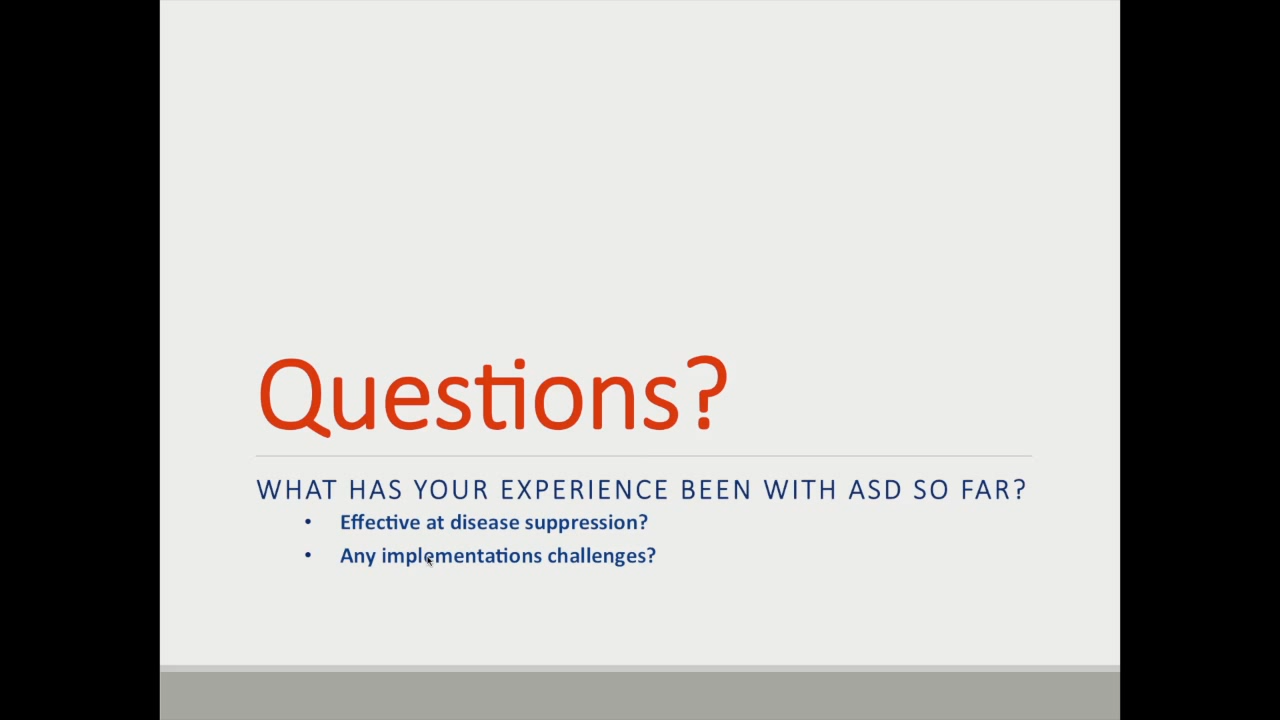 Questions?
WHAT HAS YOUR EXPERIENCE BEEN WITH ASD SO FAR?
• Effective at disease suppression?
• Any implementations challenges?